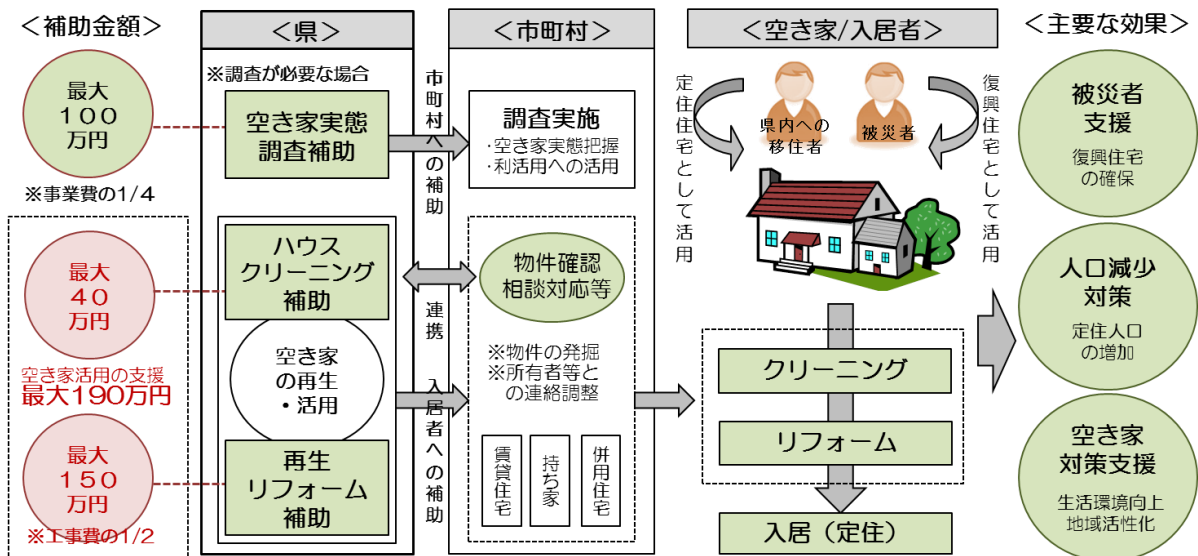 ＜補助金額＞
最大
１００
万円
※事業費の1/4
最大
４０
万円
空き家活用の支援
最大190万円
最大
１５０
万円
※工事費の1/2
＜県＞
※調査が必要な場合
空き家実態
調査補助
ハウス
クリーニング
補助
空き家
の再生
・活用
再生
リフォーム
補助
市町村への補助
連携
入居者への補助
＜市町村＞
調査実施
・空き家実態把握
・利活用への活用
物件確認
相談対応等
※物件の発掘
※所有者等と
の連絡調整
賃貸住宅
持ち家
併用住宅
＜空き家/入居者＞
定住住宅として活用
県内への
移住者
被災者
復興住宅として活用
クリーニング
リフォーム
入居（定住）
＜主要な効果＞
被災者
支援
復興住宅
の確保
人口減少
対策
定住人口
の増加
空き家
対策支援
生活環境向上
地域活性化